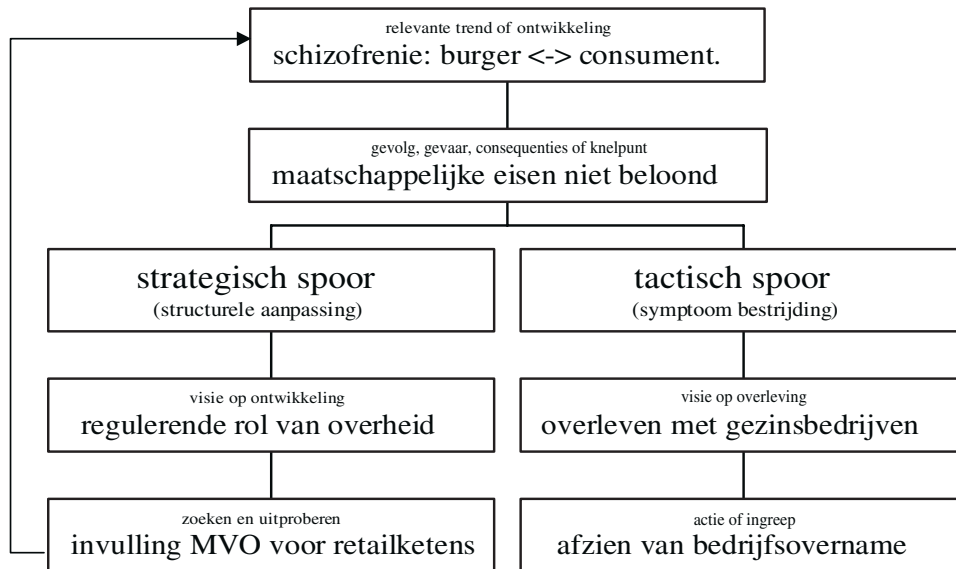 relevante trend of ontwikkeling
schizofrenie: burger <-> consument.
gevolg, gevaar, consequenties of knelpunt
maatschappelijke eisen niet beloond
strategisch spoor
(structurele aanpassing)
tactisch spoor
(symptoom bestrijding)
visie op ontwikkeling
regulerende rol van overheid
visie op overleving
overleven met gezinsbedrijven
zoeken en uitproberen
invulling MVO voor retailketens
actie of ingreep
afzien van bedrijfsovername